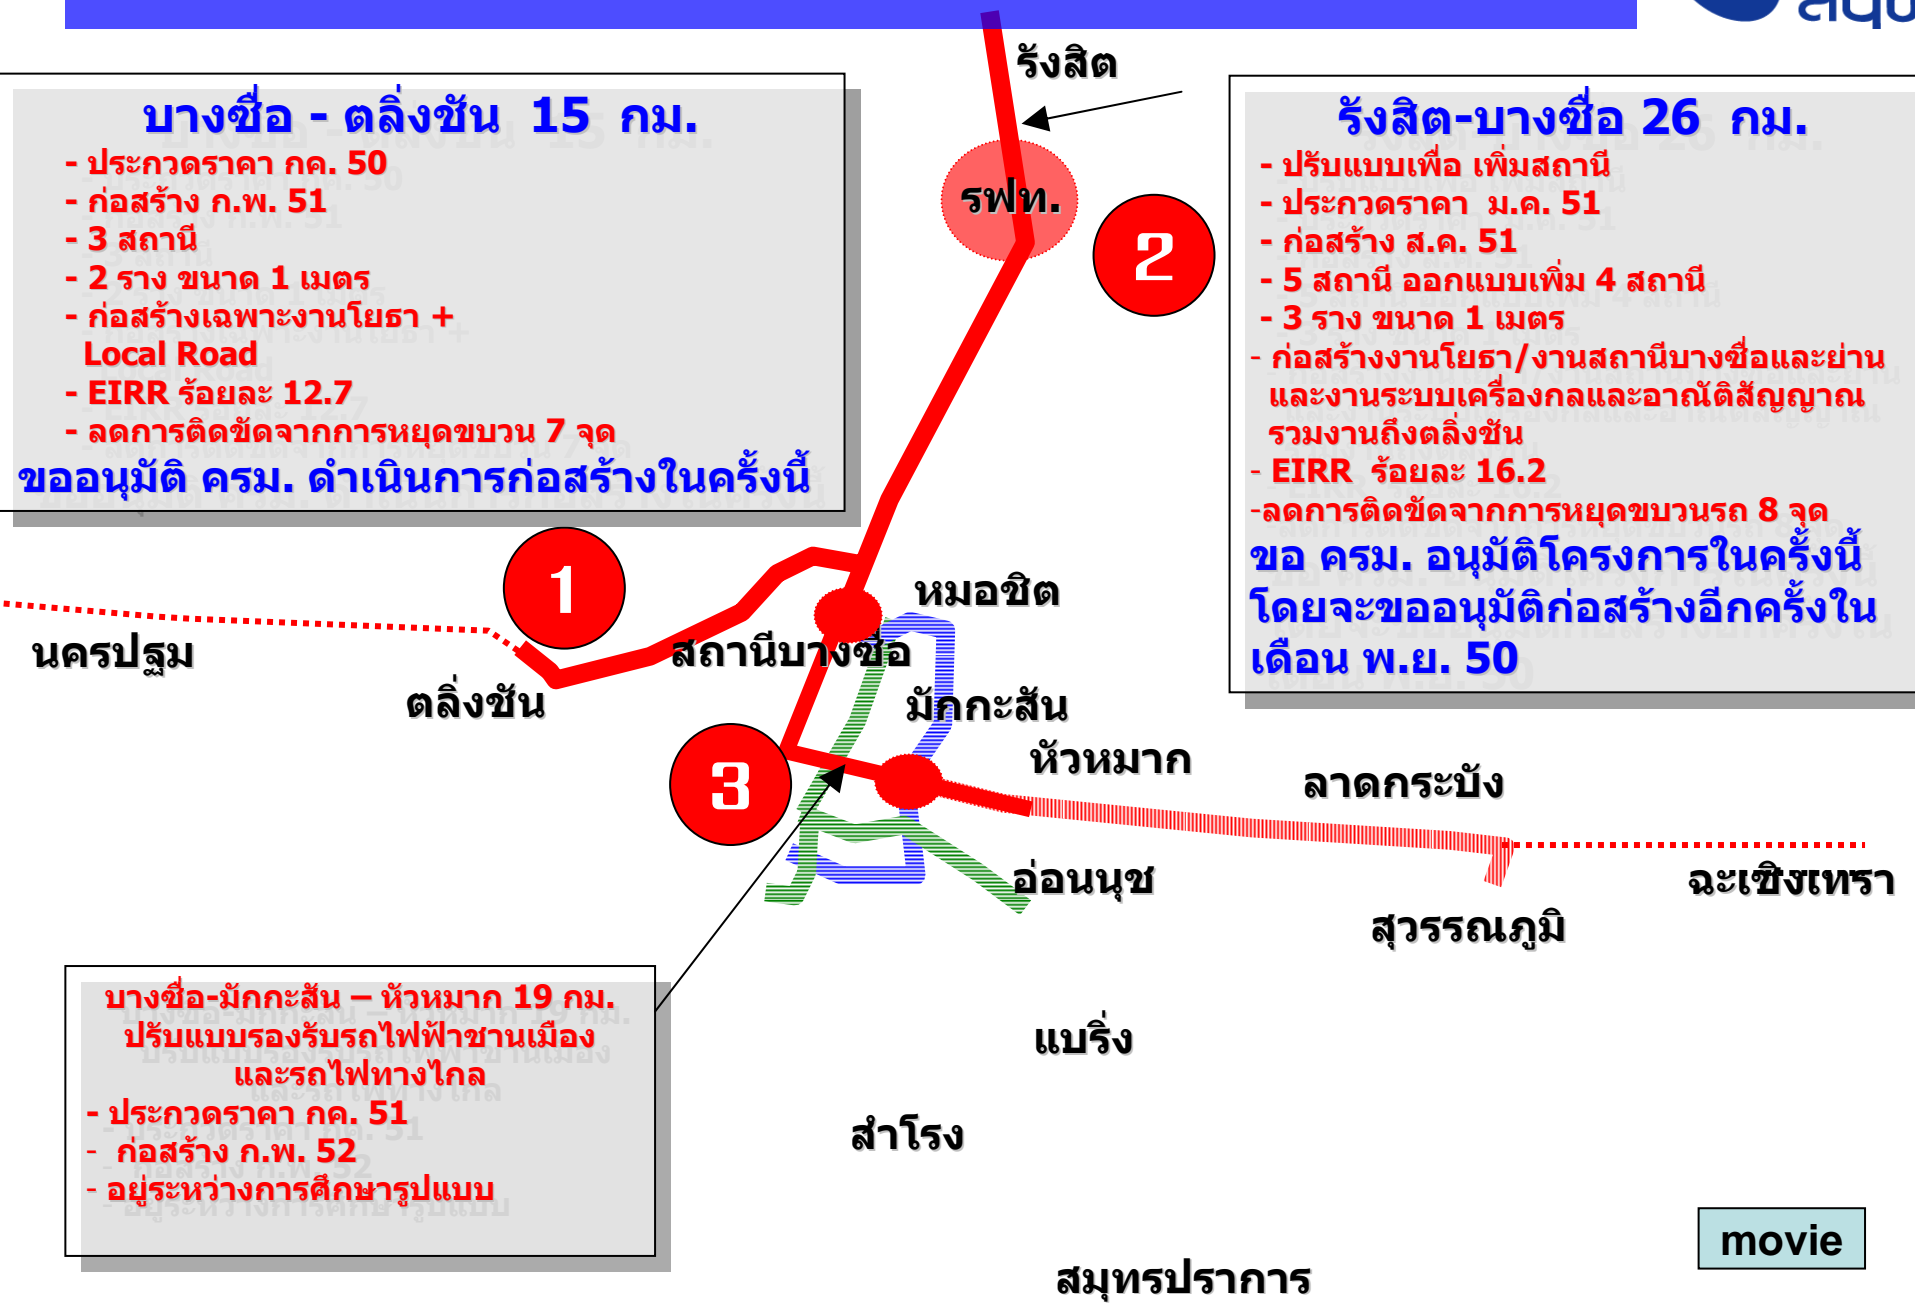 รังสิต
บางซื่อ - ตลิ่งชัน 15 กม.
- ประกวดราคา กค. 50
- ก่อสร้าง ก.พ. 51
- 3 สถานี
- 2 ราง ขนาด 1 เมตร
- ก่อสร้างเฉพาะงานโยธา +
Local Road
- EIRR ร้อยละ 12.7
- ลดการติดขัดจากการหยุดขบวน 7 จุด
ขออนุมัติ ครม. ดำเนินการก่อสร้างในครั้งนี้
รฟท.
2
รังสิต-บางซื่อ 26 กม.
- ปรับแบบเพื่อ เพิ่มสถานี
- ประกวดราคา ม.ค. 51
- ก่อสร้าง ส.ค. 51
- 5 สถานี ออกแบบเพิ่ม 4 สถานี
- 3 ราง ขนาด 1 เมตร
- ก่อสร้างงานโยธา/งานสถานีบางซื่อและย่าน
และงานระบบเครื่องกลและอาณัติสัญญาณ
รวมงานถึงตลิ่งชัน
- EIRR ร้อยละ 16.2
-ลดการติดขัดจากการหยุดขบวนรถ 8 จุด
ขอ ครม. อนุมัติโครงการในครั้งนี้
โดยจะขออนุมัติก่อสร้างอีกครั้งใน
เดือน พ.ย. 50
1
หมอชิต
นครปฐม
สถานีบางซื่อ
ตลิ่งชัน
มักกะสัน
3
หัวหมาก
ลาดกระบัง
อ่อนนุช
ฉะเชิงเทรา
สุวรรณภูมิ
บางซื่อ-มักกะสัน – หัวหมาก 19 กม.
ปรับแบบรองรับรถไฟฟ้าชานเมือง
และรถไฟทางไกล
- ประกวดราคา กค. 51
- ก่อสร้าง ก.พ. 52
- อยู่ระหว่างการศึกษารูปแบบ
แบริ่ง
สำโรง
movie
สมุทรปราการ